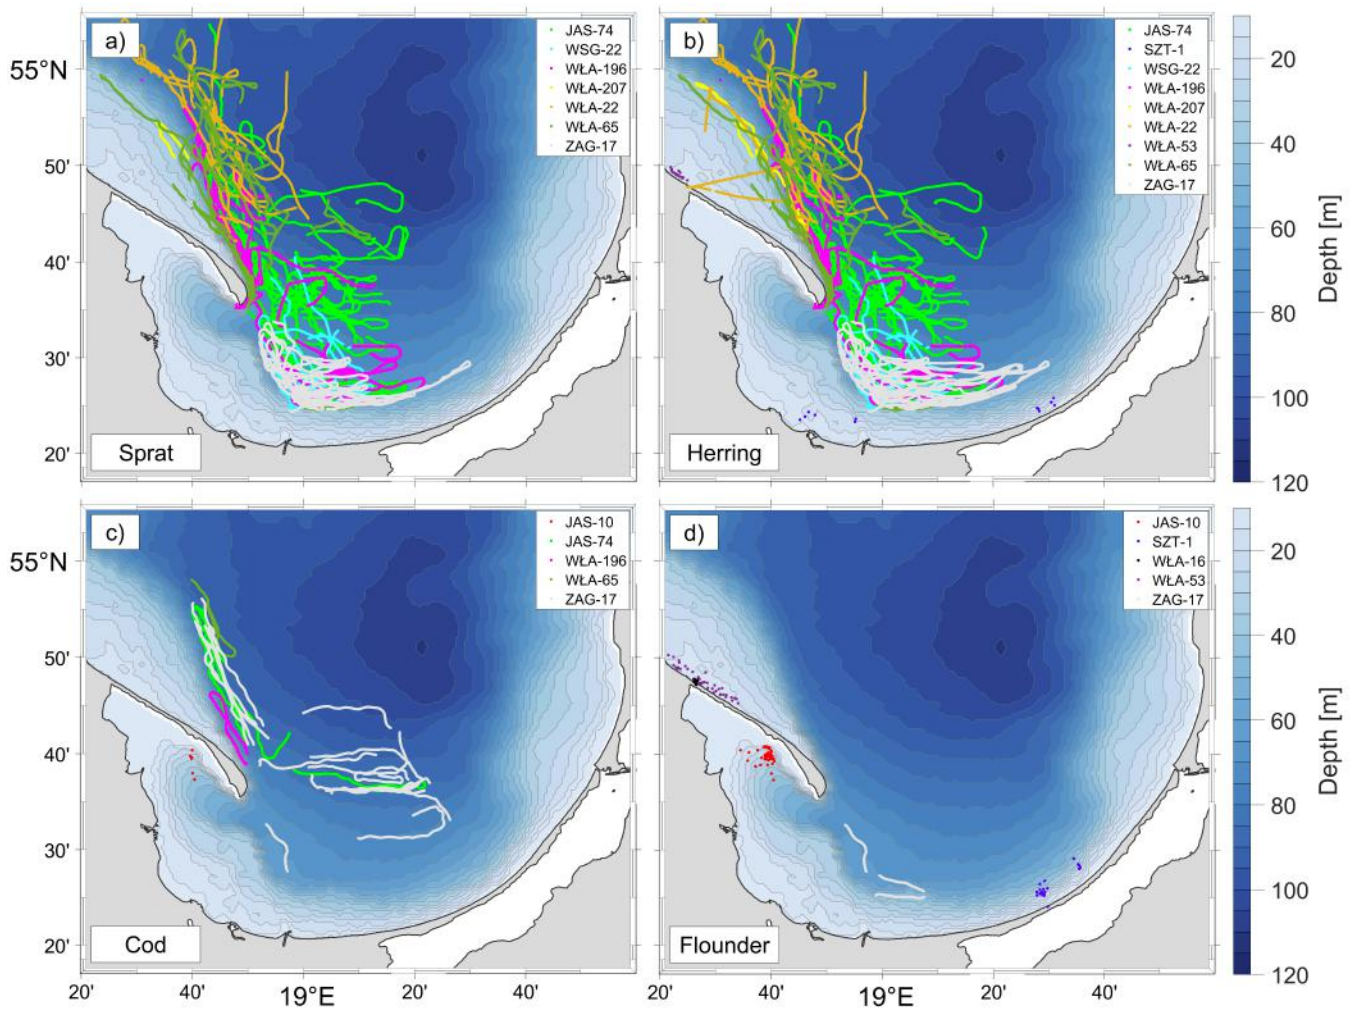 a)
JAS-74
WSG-22
WŁA-196
WŁA-207
WŁA-22
WŁA-65
ZAG-17
55°N
50'
40'
30'
20'
Sprat
b)
JAS-74
SZT-1
WSG-22
WŁA-196
WŁA-207
WŁA-22
WŁA-53
WŁA-65
ZAG-17
Herring
20
40
60
80
100
120
Depth [m]
c)
JAS-10
JAS-74
WŁA-196
WŁA-65
ZAG-17
55°N
50'
40'
30'
20'
Cod
20'
40'
19°E
20'
40'
d)
JAS-10
SZT-1
WŁA-16
WŁA-53
ZAG-17
Flounder
20'
40'
19°E
20'
40'
20
40
60
80
100
120
Depth [m]